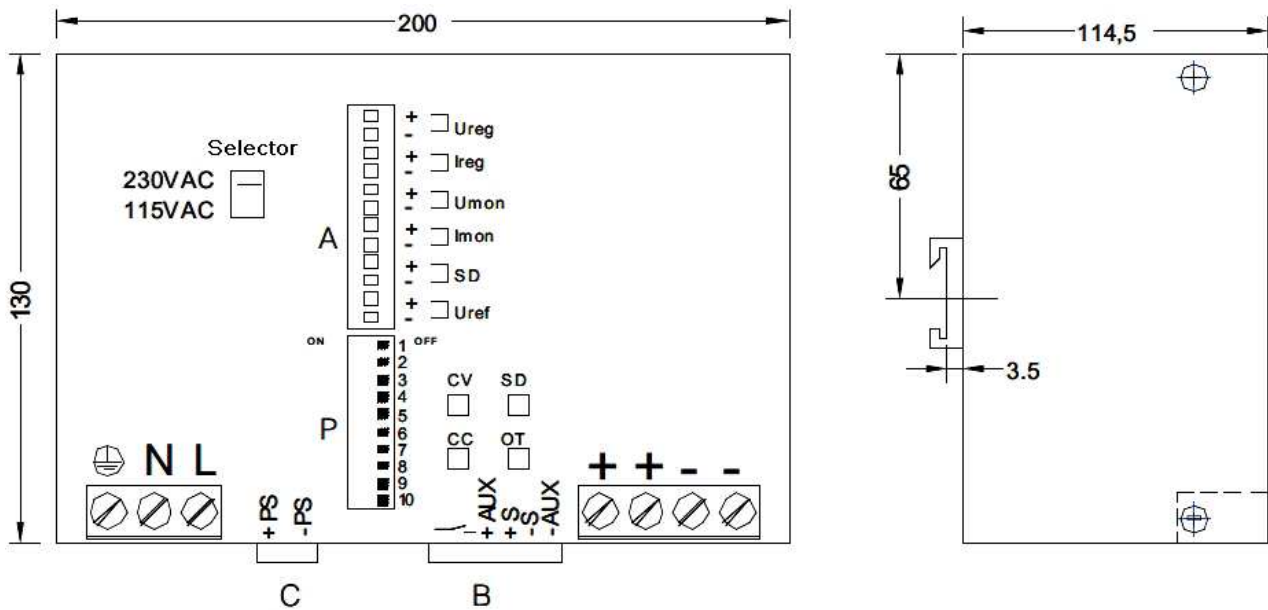 200
114,5
130
65
3.5
Selector
230VAC
115VAC
A
+
- Ureg
+
- Ireg
+
- Umon
+
- Imon
+
- SD
+
- Uref
ON 1 OFF
2
3
4
5
6
7
8
9
10
P
CV SD
CC OT
N L
+ PS
-PS
C
+ AUX
+ S
-S
-AUX
B
+ + - -